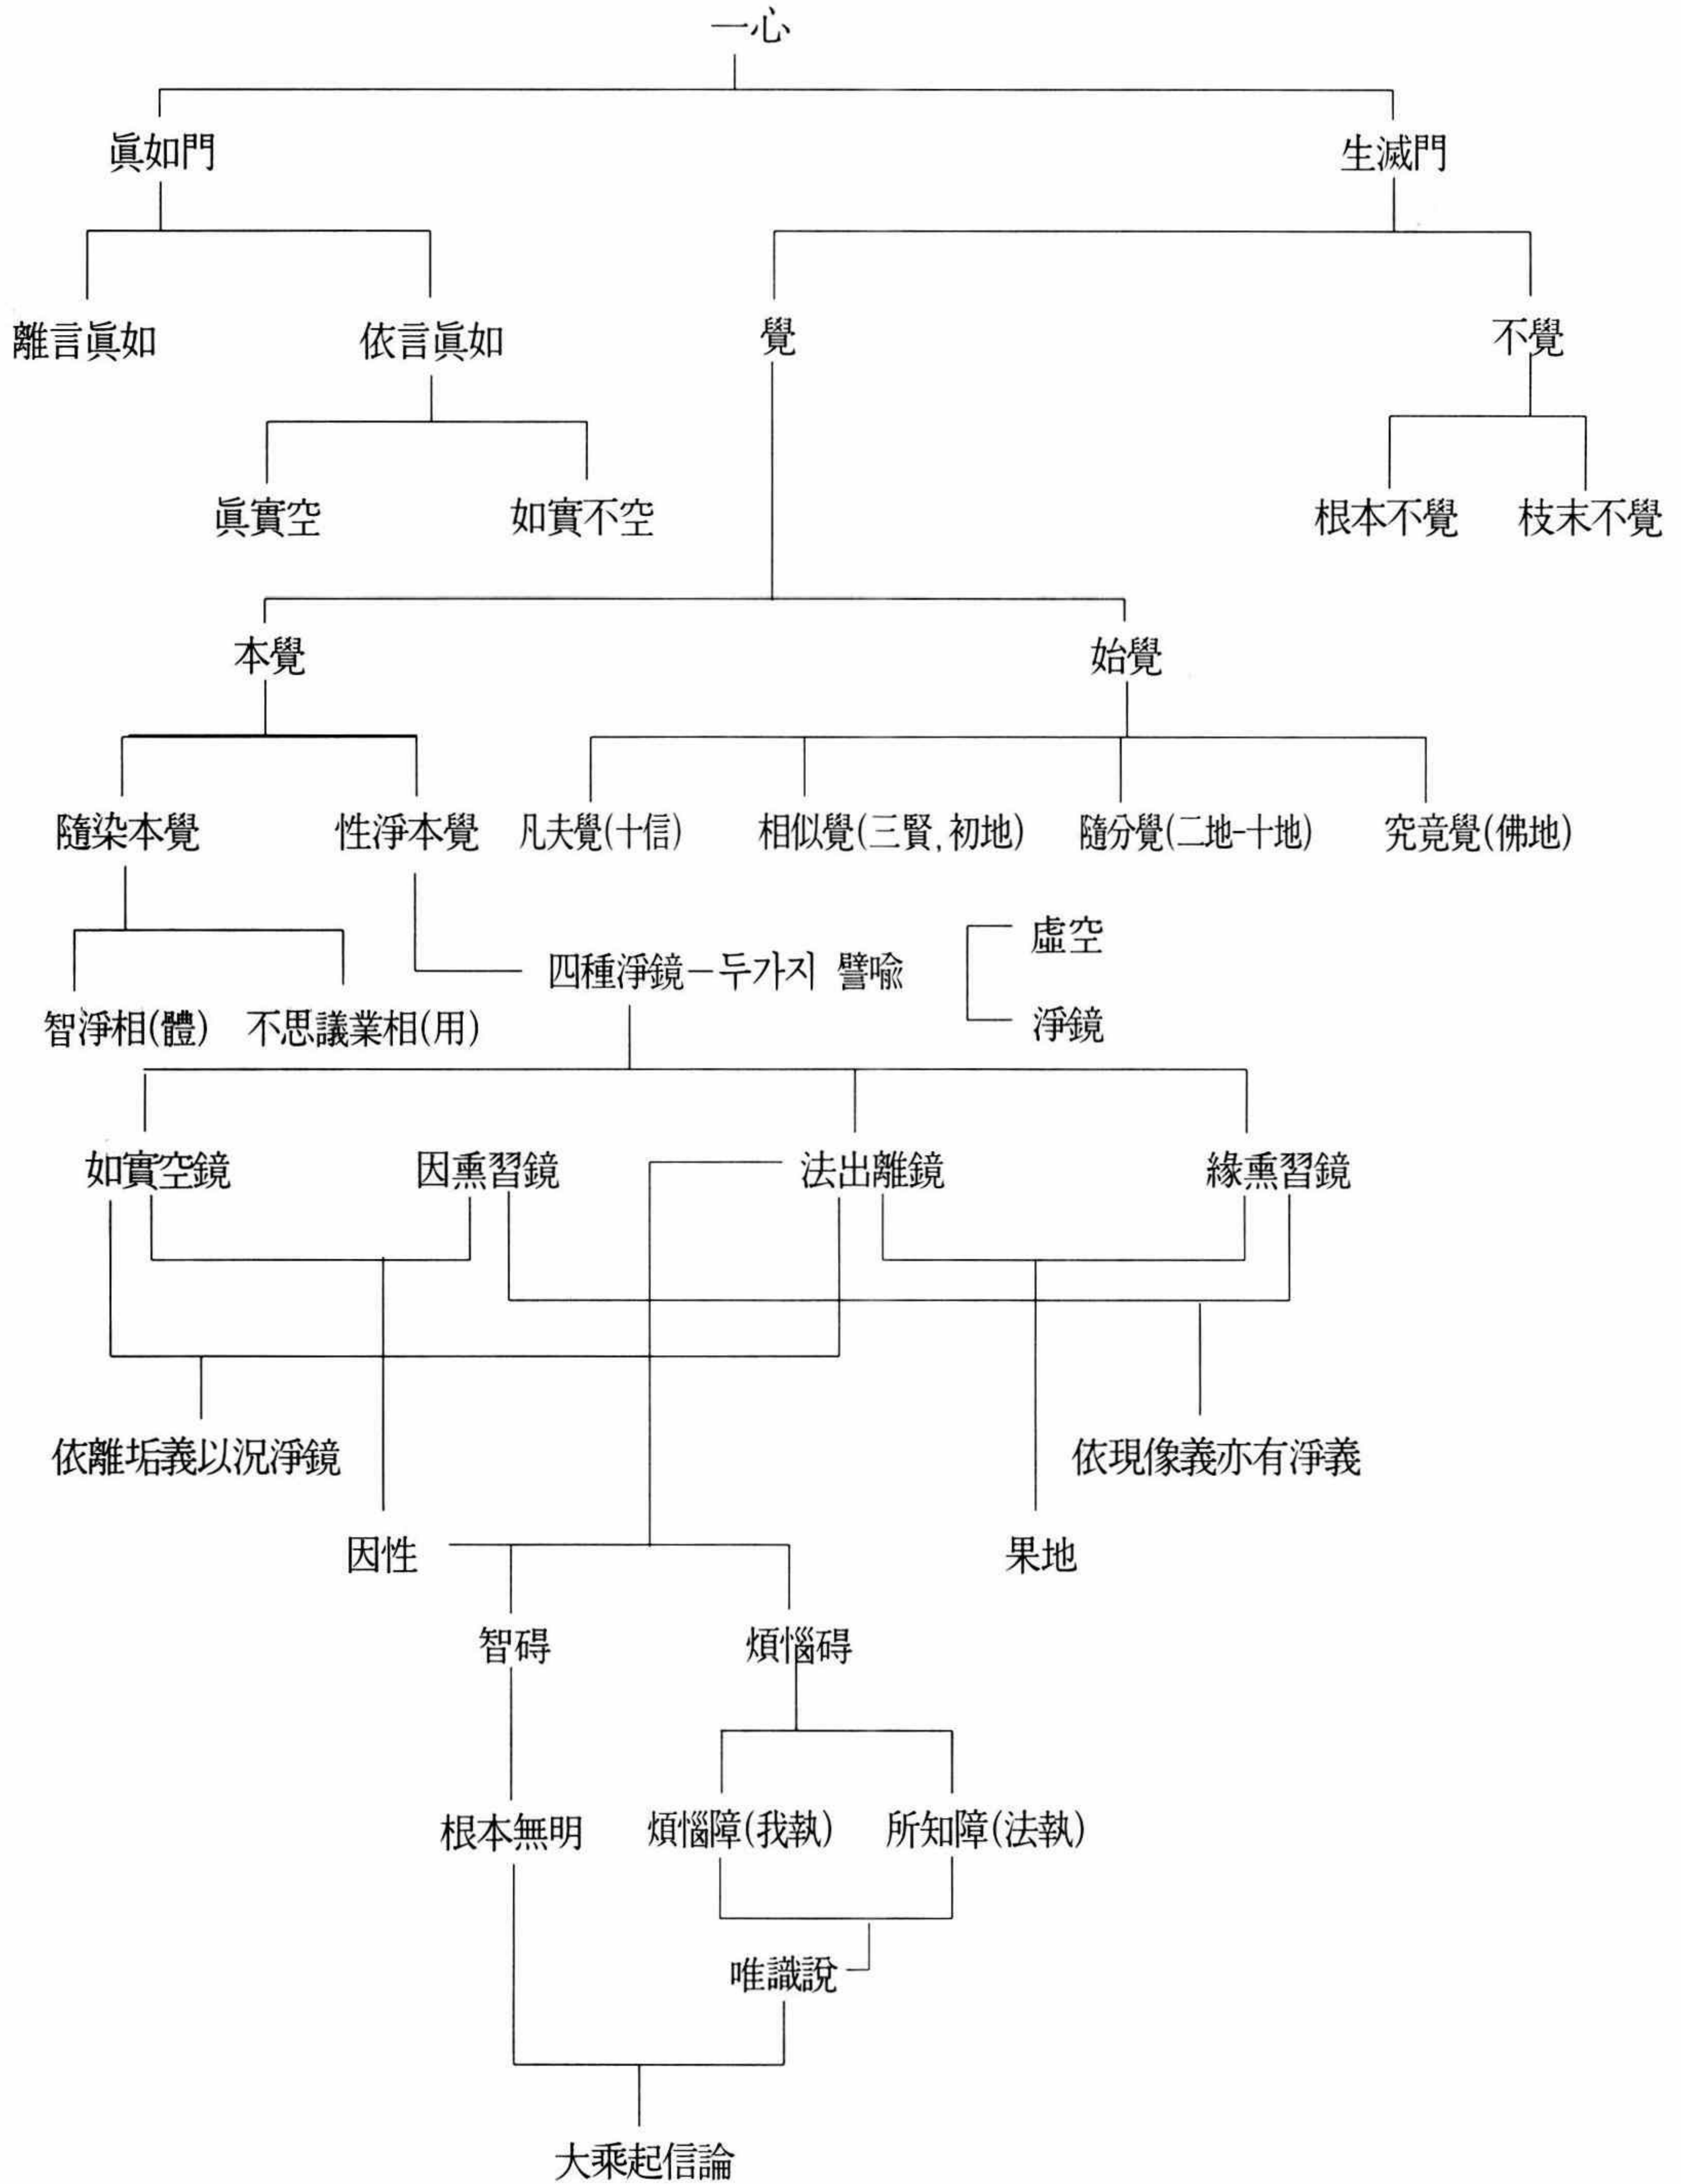 一心
眞如門 生滅門
離言眞如 依言眞如 覺 不覺
眞實空 如實不空 根本不覺 枝末不覺
本覺 始覺
隨染本覺 性淨本覺 凡夫覺(十信) 相似覺(三賢, 初地) 隨分覺(二地-十地) 究竟覺(佛地)
虛空
四種淨鏡 - 두가지 譬喩
智淨相(體) 不思議業相(用) 淨鏡
如實空鏡 因熏習鏡 法出離鏡 緣熏習鏡
依離垢義以況淨鏡 依現像義亦有淨義
因性 果地
智碍 煩惱碍
根本無明 煩惱障(我執) 所知障(法執)
唯識說
大乘起信論